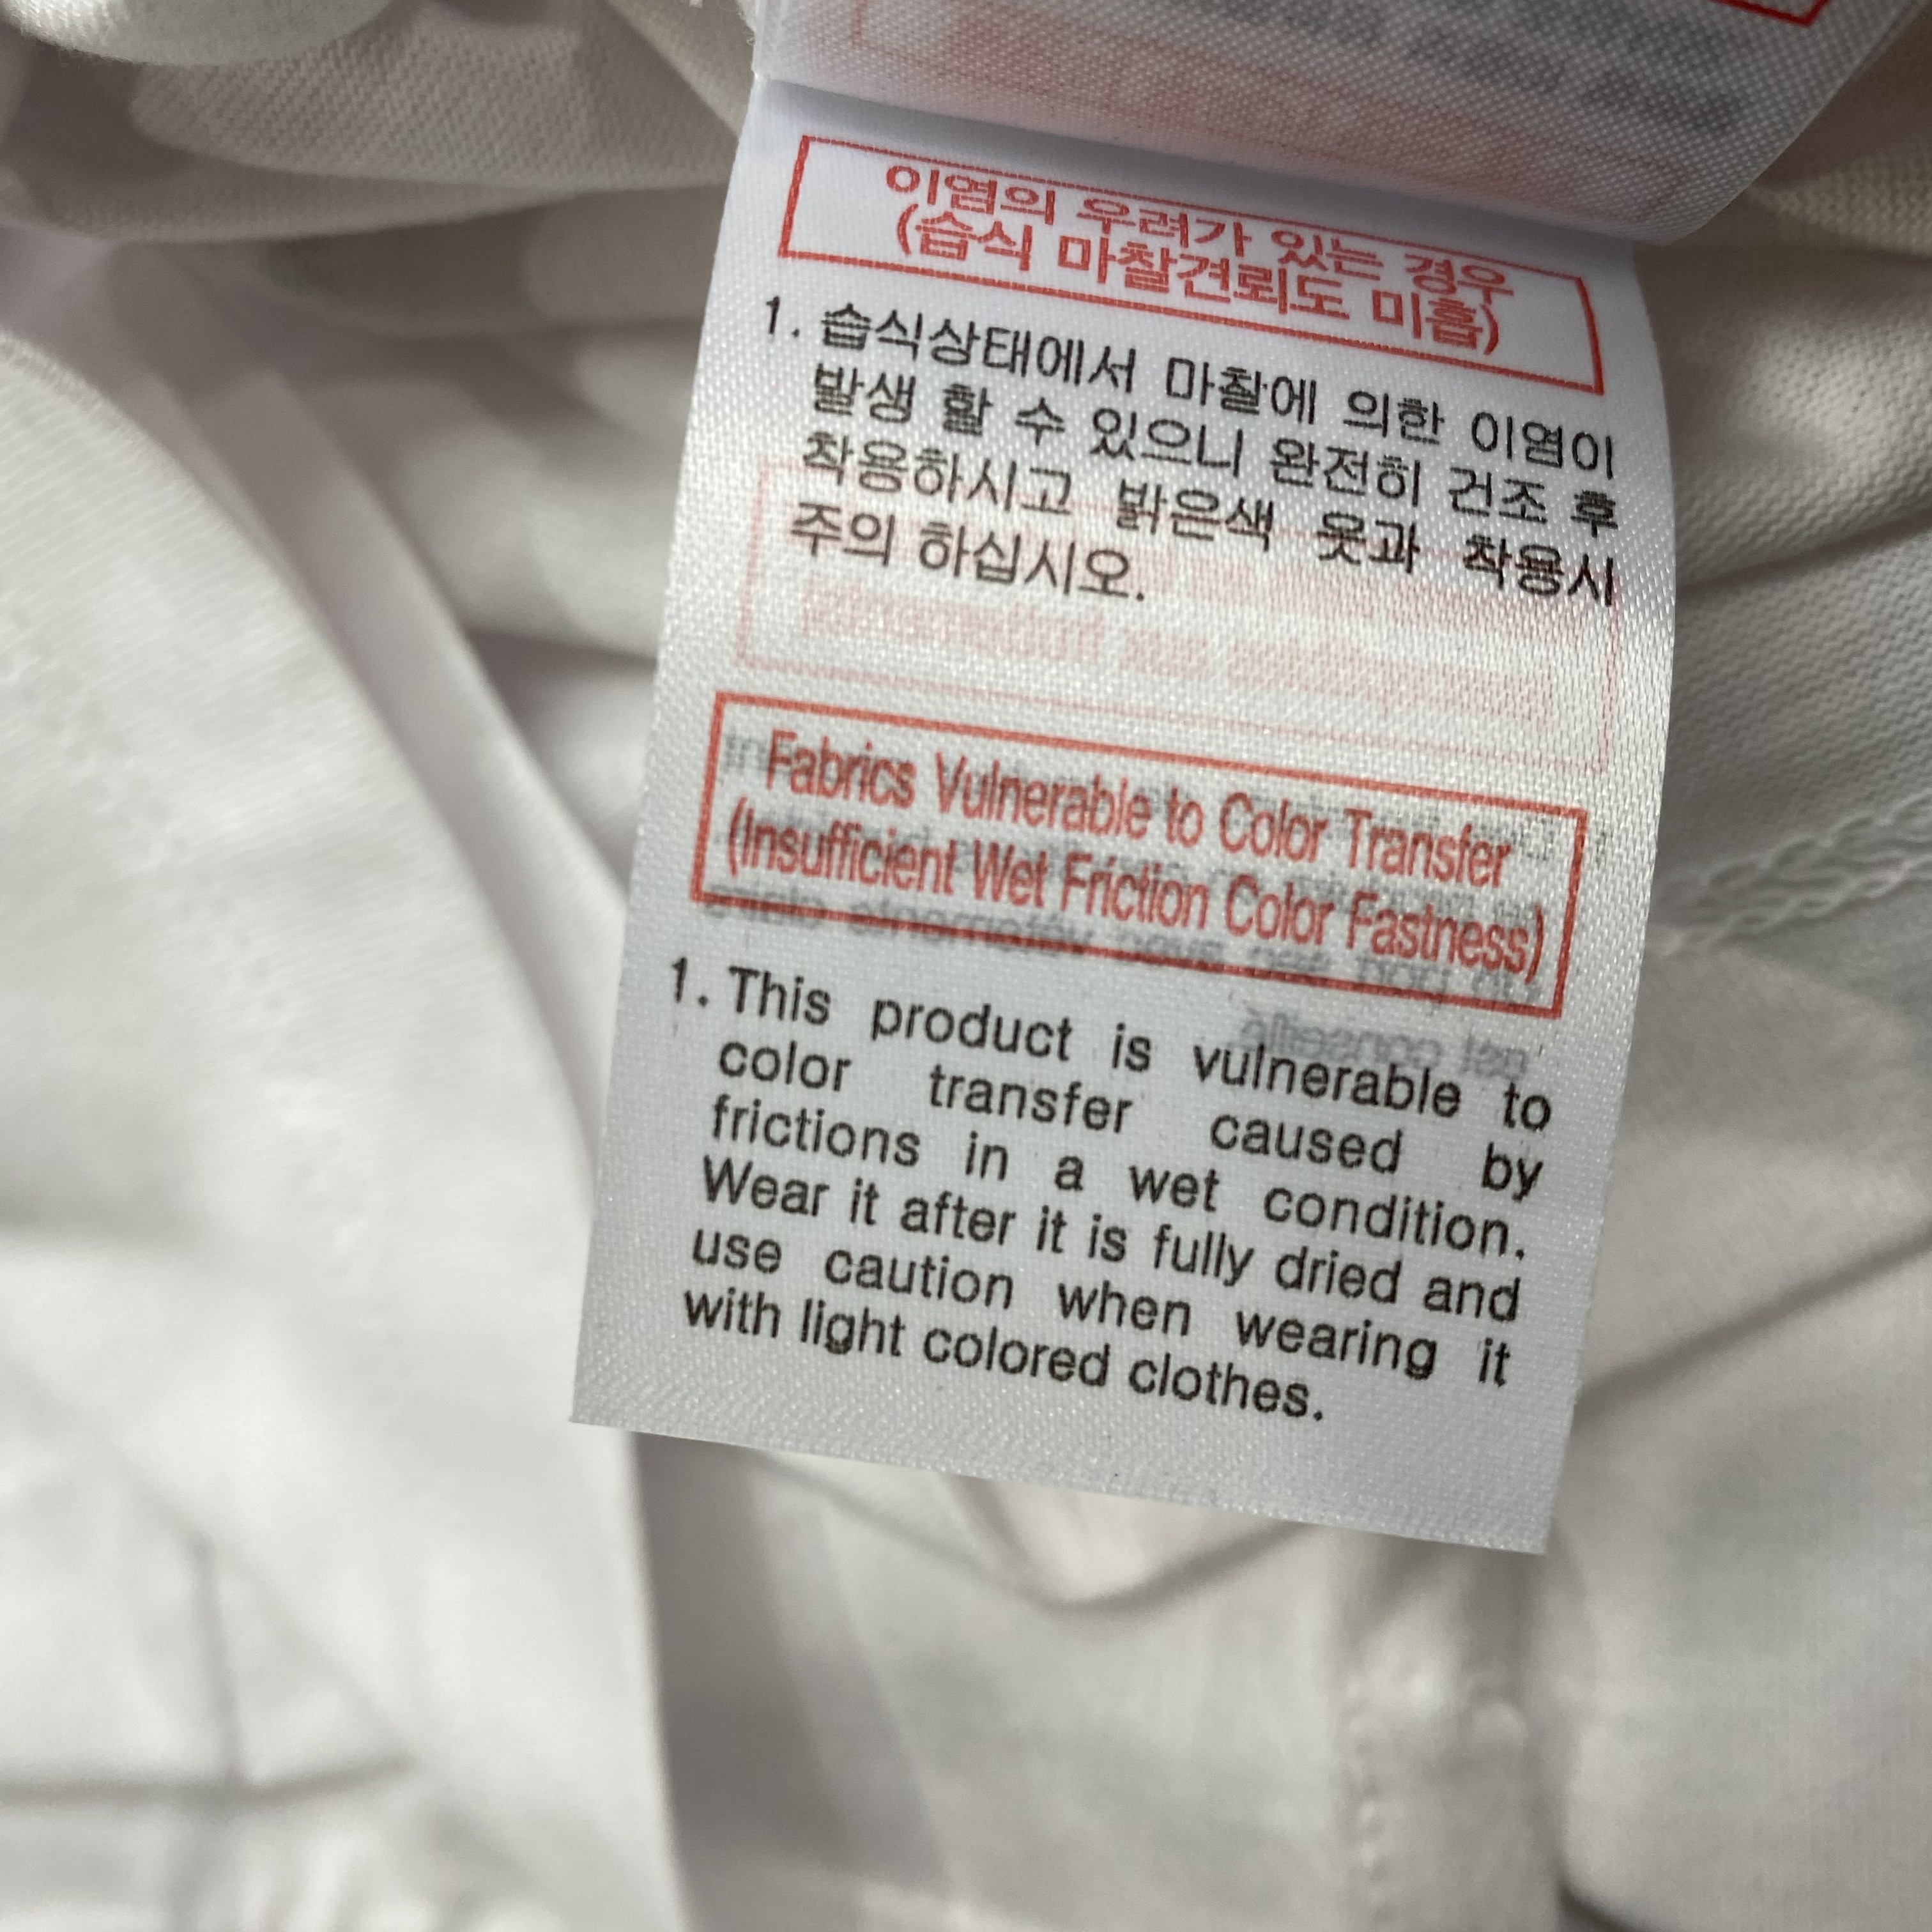 이염의 우려가 있는 경우
(습식 마찰견뢰도 미흡)
1. 습식상태에서 마찰에 의한 이염이
발생 할 수 있으니 완전히 건조 후
착용하시고 밝은색 옷과 착용시
주의 하십시오.
Fabrics Vulnerable to Color Transfer
(Insufficient Wet Friction Color Fastness)
1. This product is vulnerable to
color transfer caused by
frictions in a wet condition.
Wear it after it is fully dried and
use caution when wearing it
with light colored clothes.